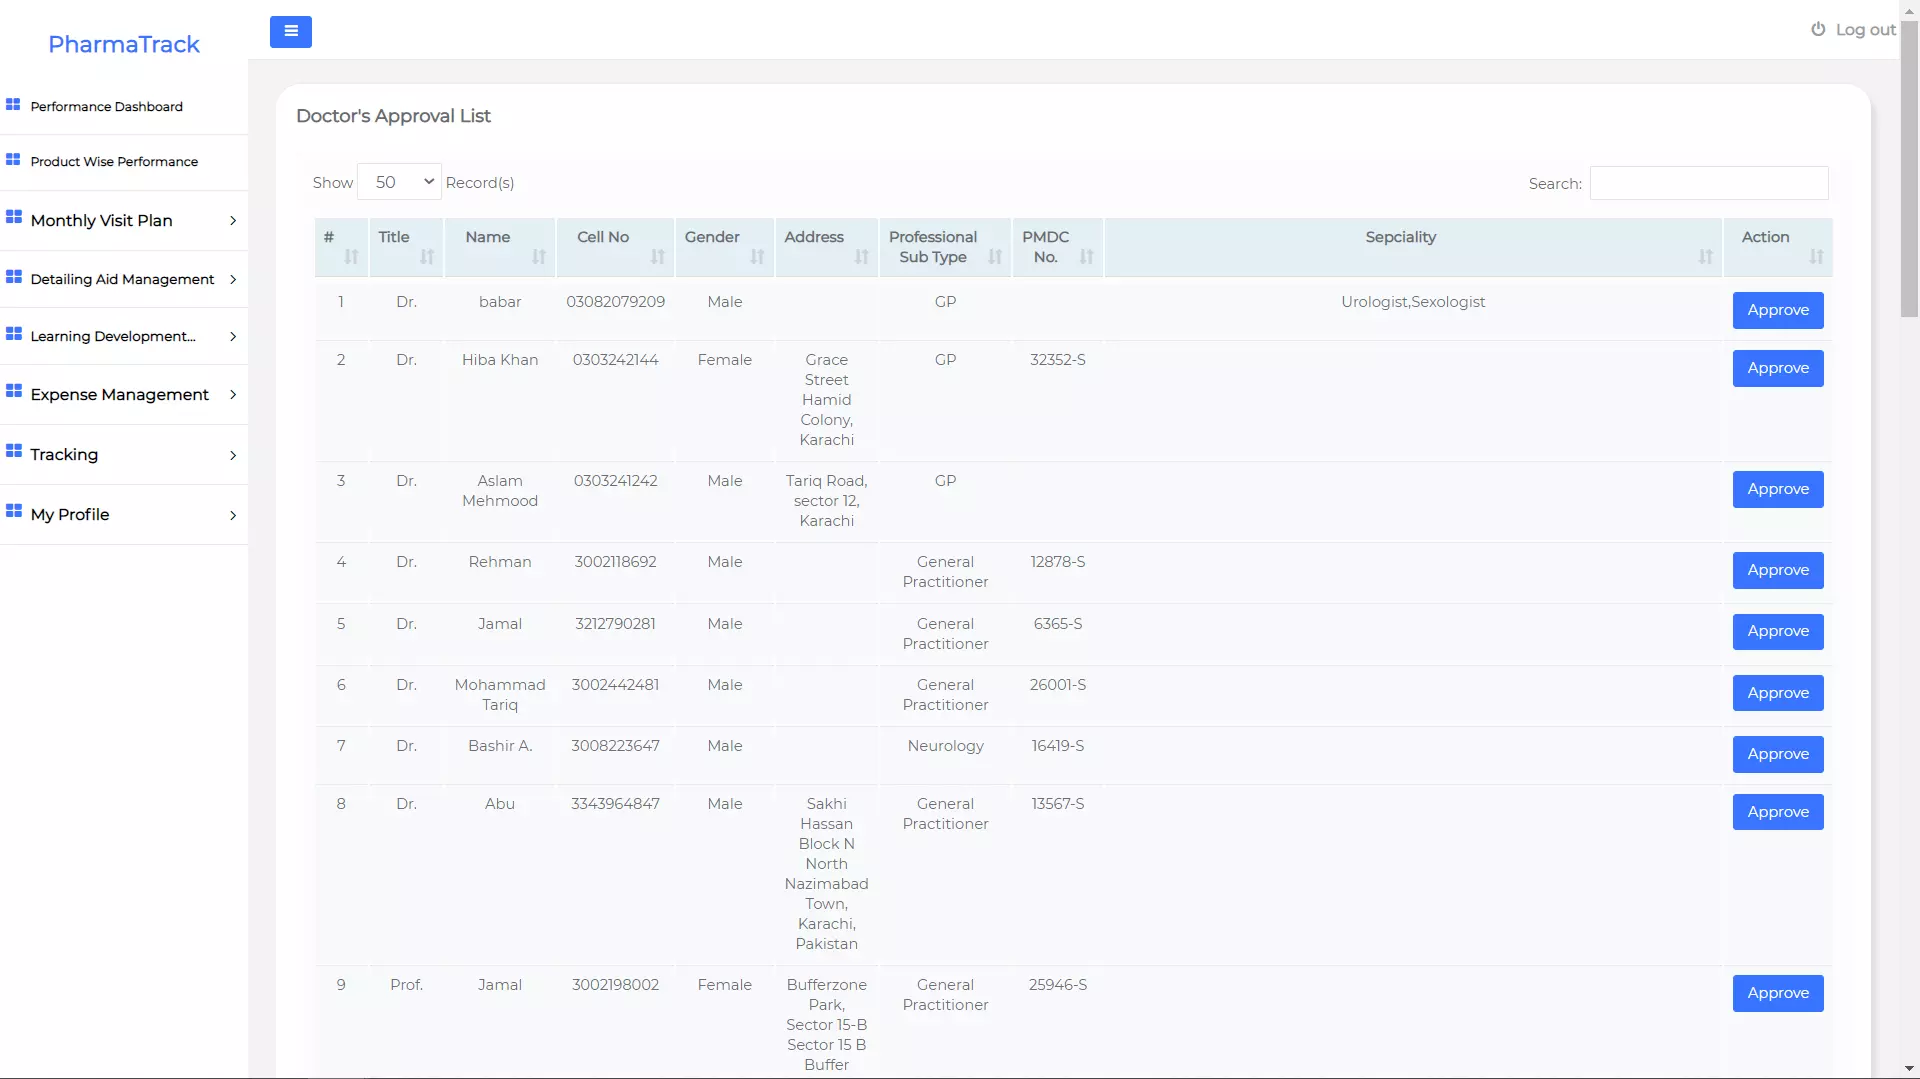 PharmaTrack
Log out
Performance Dashboard
Product Wise Performance
Monthly Visit Plan
Detailing Aid Management
Learning Development...
Expense Management
Tracking
My Profile
Doctor's Approval List
Show 50 Record(s)
Search:
# Title Name Cell No Gender Address Professional Sub Type PMDC No. Sepciality Action
1 Dr. babar 03082079209 Male GP Urologist,Sexologist Approve
2 Dr. Hiba Khan 0303242144 Female Grace GP 32352-S Approve
Street
Hamid
Colony,
Karachi
3 Dr. Aslam 0303241242 Male Tariq Road, GP Approve
Mehmood sector 12,
Karachi
4 Dr. Rehman 3002118692 Male General 12878-S Approve
Practitioner
5 Dr. Jamal 3212790281 Male General 6365-S Approve
Practitioner
6 Dr. Mohammad 3002442481 Male General 26001-S Approve
Tariq Practitioner
7 Dr. Bashir A. 3008223647 Male Neurology 16419-S Approve
8 Dr. Abu 3343964847 Male Sakhi General 13567-S Approve
Hassan Practitioner
Block N
North
Nazimabad
Town,
Karachi,
Pakistan
9 Prof. Jamal 3002198002 Female Bufferzone General 25946-S Approve
Park, Practitioner
Sector 15-B
Sector 15 B
Buffer